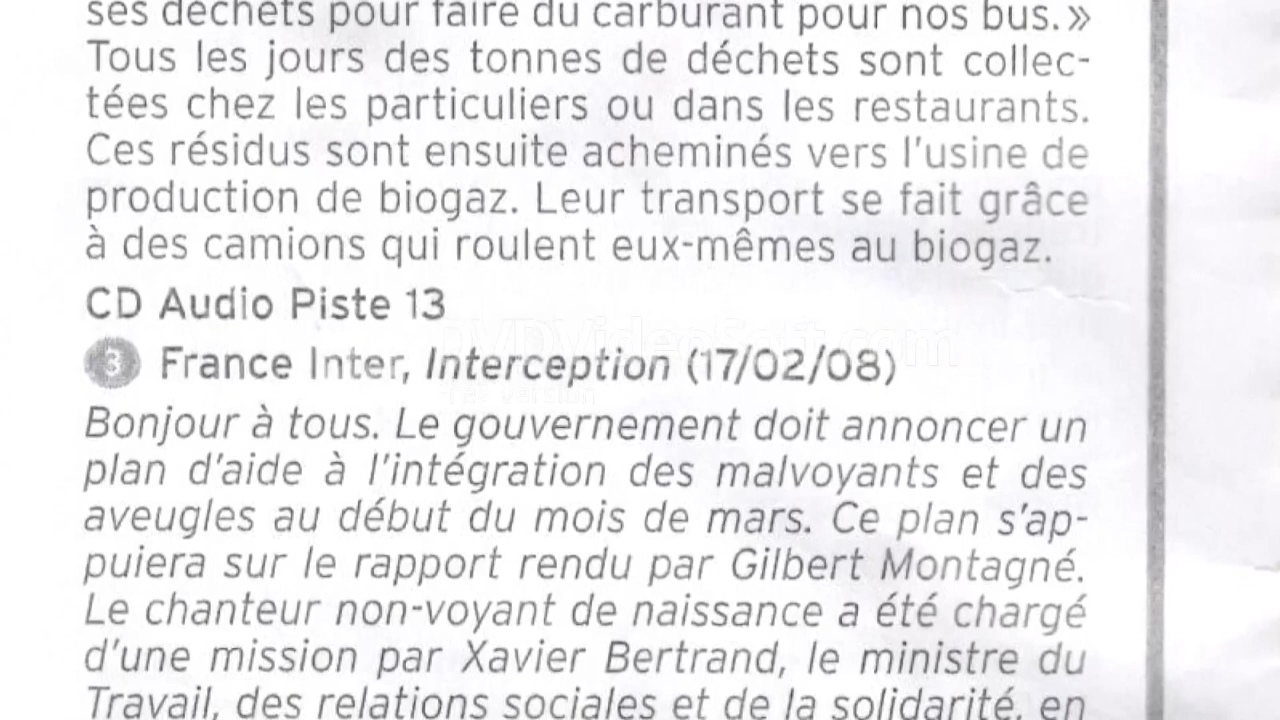 ses déchets pour faire du carburant pour nos bus. »
Tous les jours des tonnes de déchets sont collec-
tées chez les particuliers ou dans les restaurants.
Ces résidus sont ensuite acheminés vers l'usine de
production de biogaz. Leur transport se fait grâce
à des camions qui roulent eux-mêmes au biogaz.
CD Audio Piste 13
DVDVideoSoft.com
3 France Inter, Interception (17/02/08)
Bonjour à tous. Le gouvernement doit annoncer un
plan d'aide à l'intégration des malvoyants et des
aveugles au début du mois de mars. Ce plan s'ap-
puiera sur le rapport rendu par Gilbert Montagné.
Le chanteur non-voyant de naissance a été chargé
d'une mission par Xavier Bertrand, le ministre du
Travail, des relations sociales et de la solidarité, en